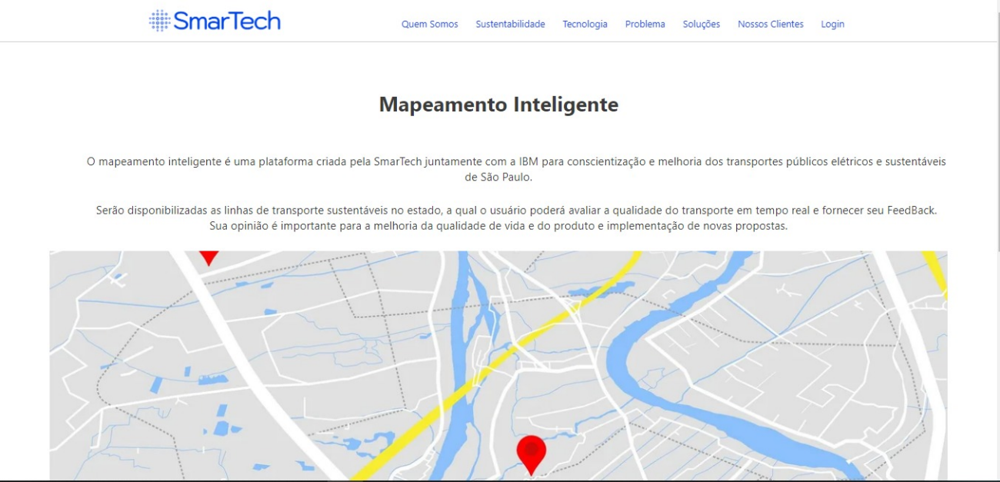 SmarTech
Quem Somos Sustentabilidade Tecnologia Problema Soluções Nossos Clientes Login
Mapeamento Inteligente
O mapeamento inteligente é uma plataforma criada pela SmarTech juntamente com a IBM para conscientização e melhoria dos transportes públicos elétricos e sustentáveis
de São Paulo.
Serão disponibilizadas as linhas de transporte sustentáveis no estado, a qual o usuário poderá avaliar a qualidade do transporte em tempo real e fornecer seu FeedBack.
Sua opinião é importante para a melhoria da qualidade de vida e do produto e implementação de novas propostas.